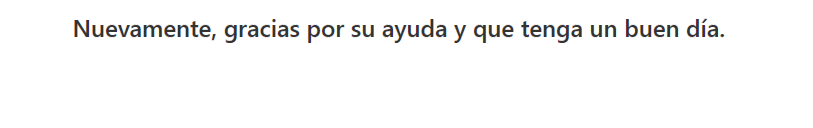 Nuevamente, gracias por su ayuda y que tenga un buen día.